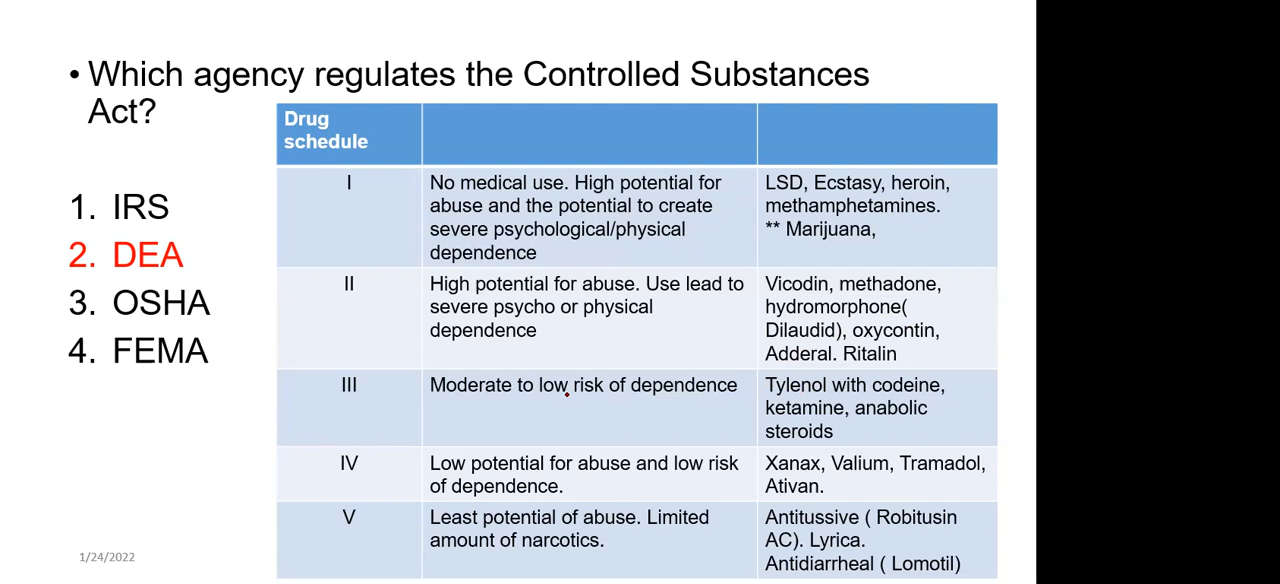 • Which agency regulates the Controlled Substances
Act?
1. IRS
2. DEA
3. OSHA
4. FEMA
Drug
schedule
I
No medical use. High potential for
abuse and the potential to create
severe psychological/physical
dependence
LSD, Ecstasy, heroin,
methamphetamines.
** Marijuana,
II
High potential for abuse. Use lead to
severe psycho or physical
dependence
Vicodin, methadone,
hydromorphone(
Dilaudid), oxycontin,
Adderal. Ritalin
III
Moderate to low risk of dependence
Tylenol with codeine,
ketamine, anabolic
steroids
IV
Low potential for abuse and low risk
of dependence.
Xanax, Valium, Tramadol,
Ativan.
V
Least potential of abuse. Limited
amount of narcotics.
Antitussive ( Robitusin
AC). Lyrica.
Antidiarrheal ( Lomotil)
1/24/2022